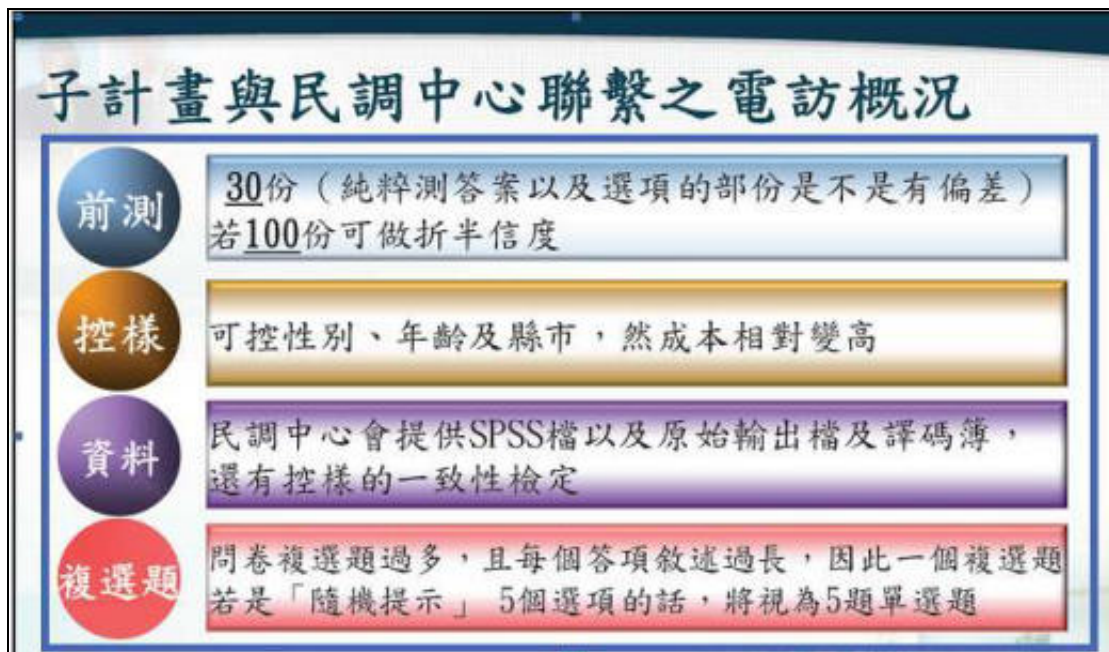 子計畫與民調中心聯繫之電訪概況
前測
30份（純粹測答案以及選項的部份是不是有偏差）
若100份可做折半信度
控樣
可控性別、年齡及縣市，然成本相對變高
資料
民調中心會提供SPSS檔以及原始輸出檔及譯碼簿，
還有控樣的一致性檢定
複選題
問卷複選題過多，且每個答項敘述過長，因此一個複選題
若是「隨機提示」 5個選項的話，將視為5題單選題